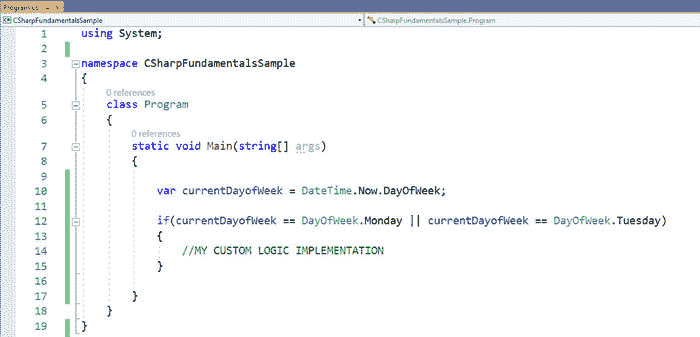 Program.cs
CSharpFundamentalsSample
CSharpFundamentalsSample.Program
1 using System;
2
3 namespace CSharpFundamentalsSample
4 {
0 references
5 class Program
6 {
0 references
7 static void Main(string[] args)
8 {
9
10 var currentDayofWeek = DateTime.Now.DayOfWeek;
11
12 if(currentDayofWeek == DayOfWeek.Monday || currentDayofWeek == DayOfWeek.Tuesday)
13 {
14 //MY CUSTOM LOGIC IMPLEMENTATION
15 }
16
17 }
18 }
19 }